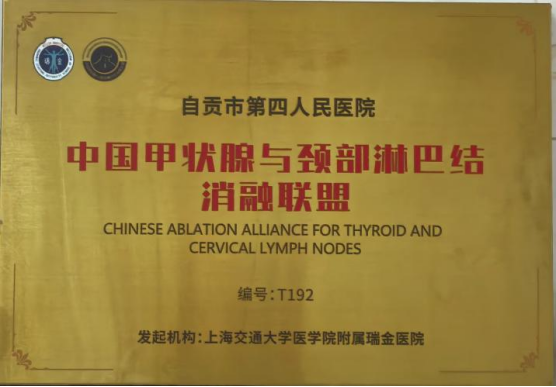 自贡市第四人民医院
中国甲状腺与颈部淋巴结
消融联盟
CHINESE ABLATION ALLIANCE FOR THYROID AND
CERVICAL LYMPH NODES
编号:T192
发起机构:上海交通大学医学院附属瑞金医院